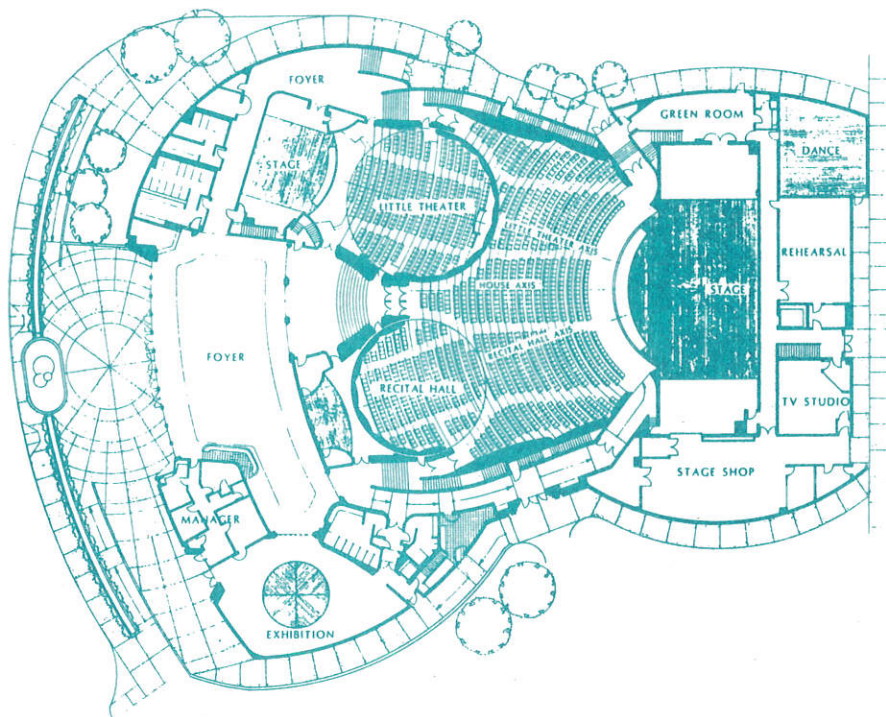 FOYER
GREEN ROOM
DANCE
STAGE
LITTLE THEATER
LITTLE THEATER AXIS
REHEARSAL
HOUSE AXIS
STAGE
FOYER
RECITAL HALL AXIS
RECITAL HALL
TV STUDIO
STAGE SHOP
MANAGER
EXHIBITION